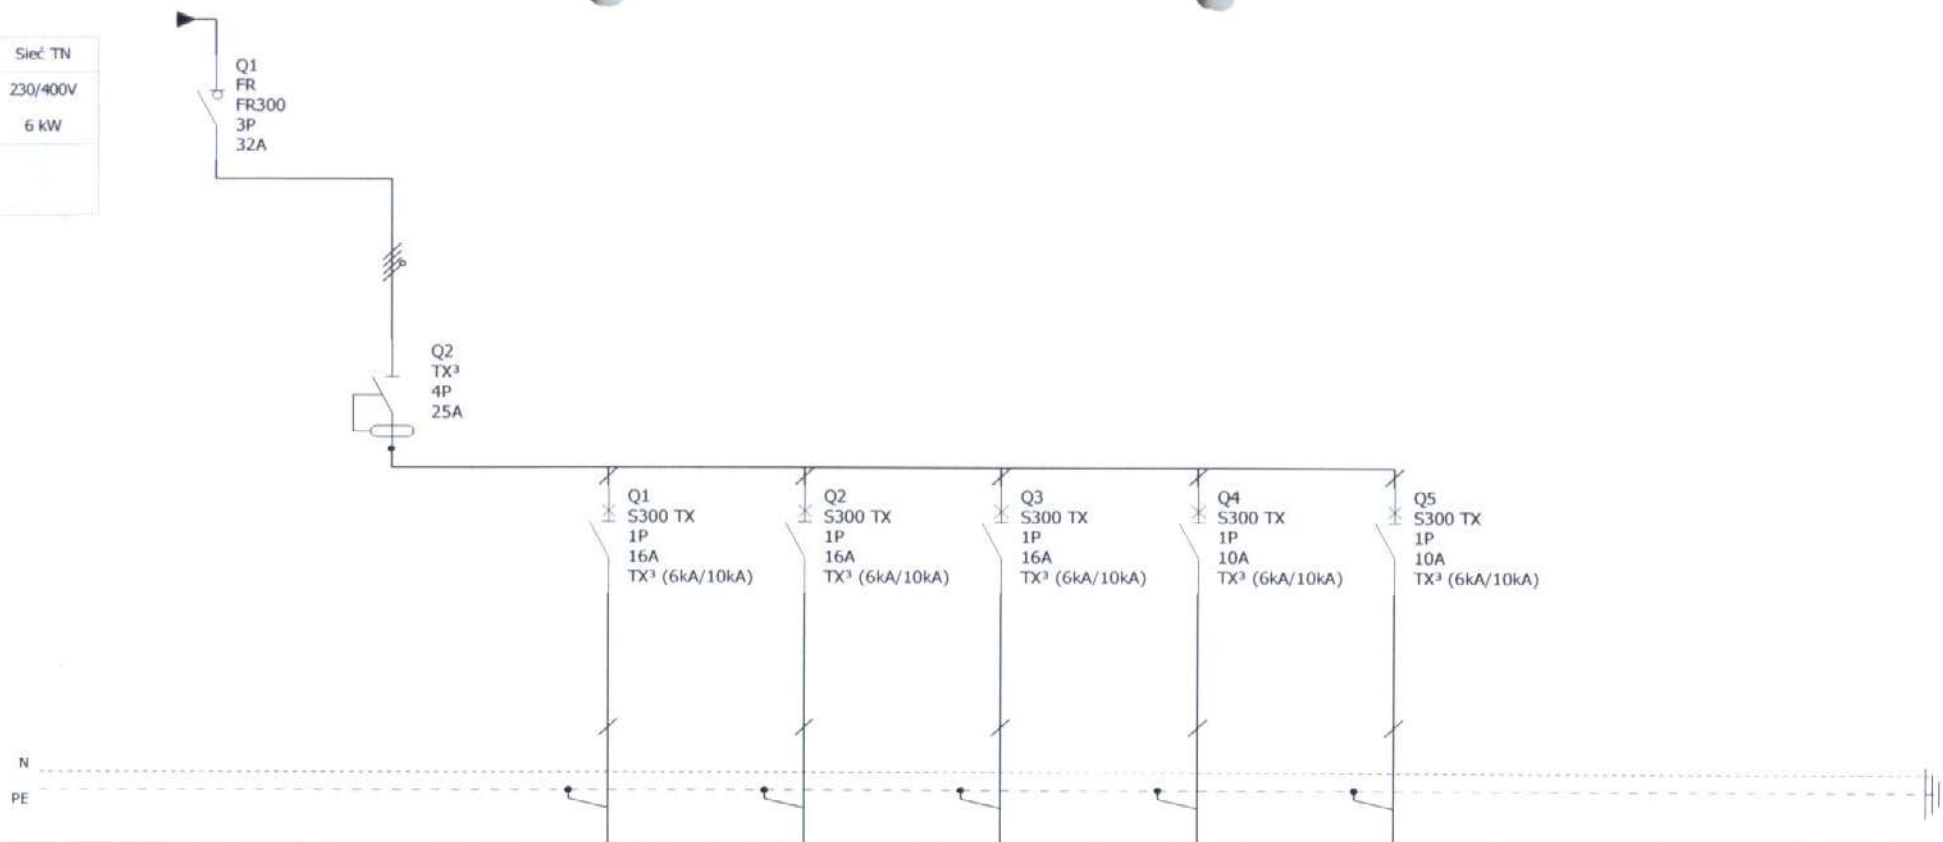 Sieć TN
230/400V
6 kW
Q1
FR
FR300
3P
32A
Q2
TX³
4P
25A
Q1
S300 TX
1P
16A
TX³ (6kA/10kA)
Q2
S300 TX
1P
16A
TX³ (6kA/10kA)
Q3
S300 TX
1P
16A
TX³ (6kA/10kA)
Q4
S300 TX
1P
10A
TX³ (6kA/10kA)
Q5
S300 TX
1P
10A
TX³ (6kA/10kA)
N
PE